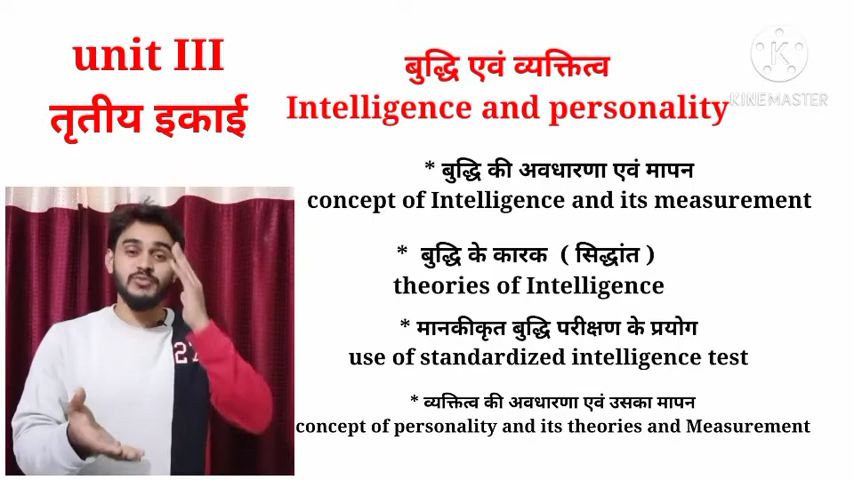 unit III
तृतीय इकाई
बुद्धि एवं व्यक्तित्व
Intelligence and personality
KINEMASTER
* बुद्धि की अवधारणा एवं मापन
concept of Intelligence and its measurement
* बुद्धि के कारक ( सिद्धांत )
theories of Intelligence
* मानकीकृत बुद्धि परीक्षण के प्रयोग
use of standardized intelligence test
* व्यक्तित्व की अवधारणा एवं उसका मापन
concept of personality and its theories and Measurement
27